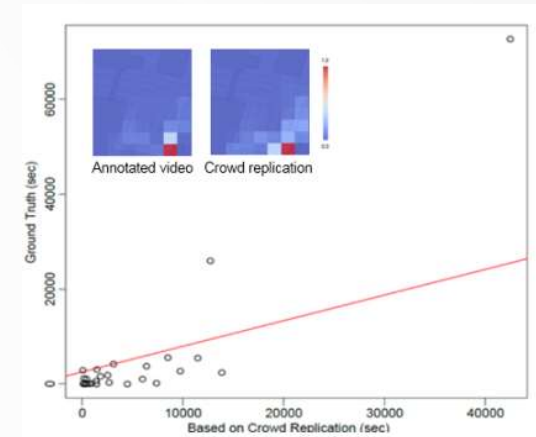 1.0
0.0
Annotated video Crowd replication
Ground Truth (sec)
60000
40000
20000
0
0 10000 20000 30000 40000
Based on Crowd Replication (sec)